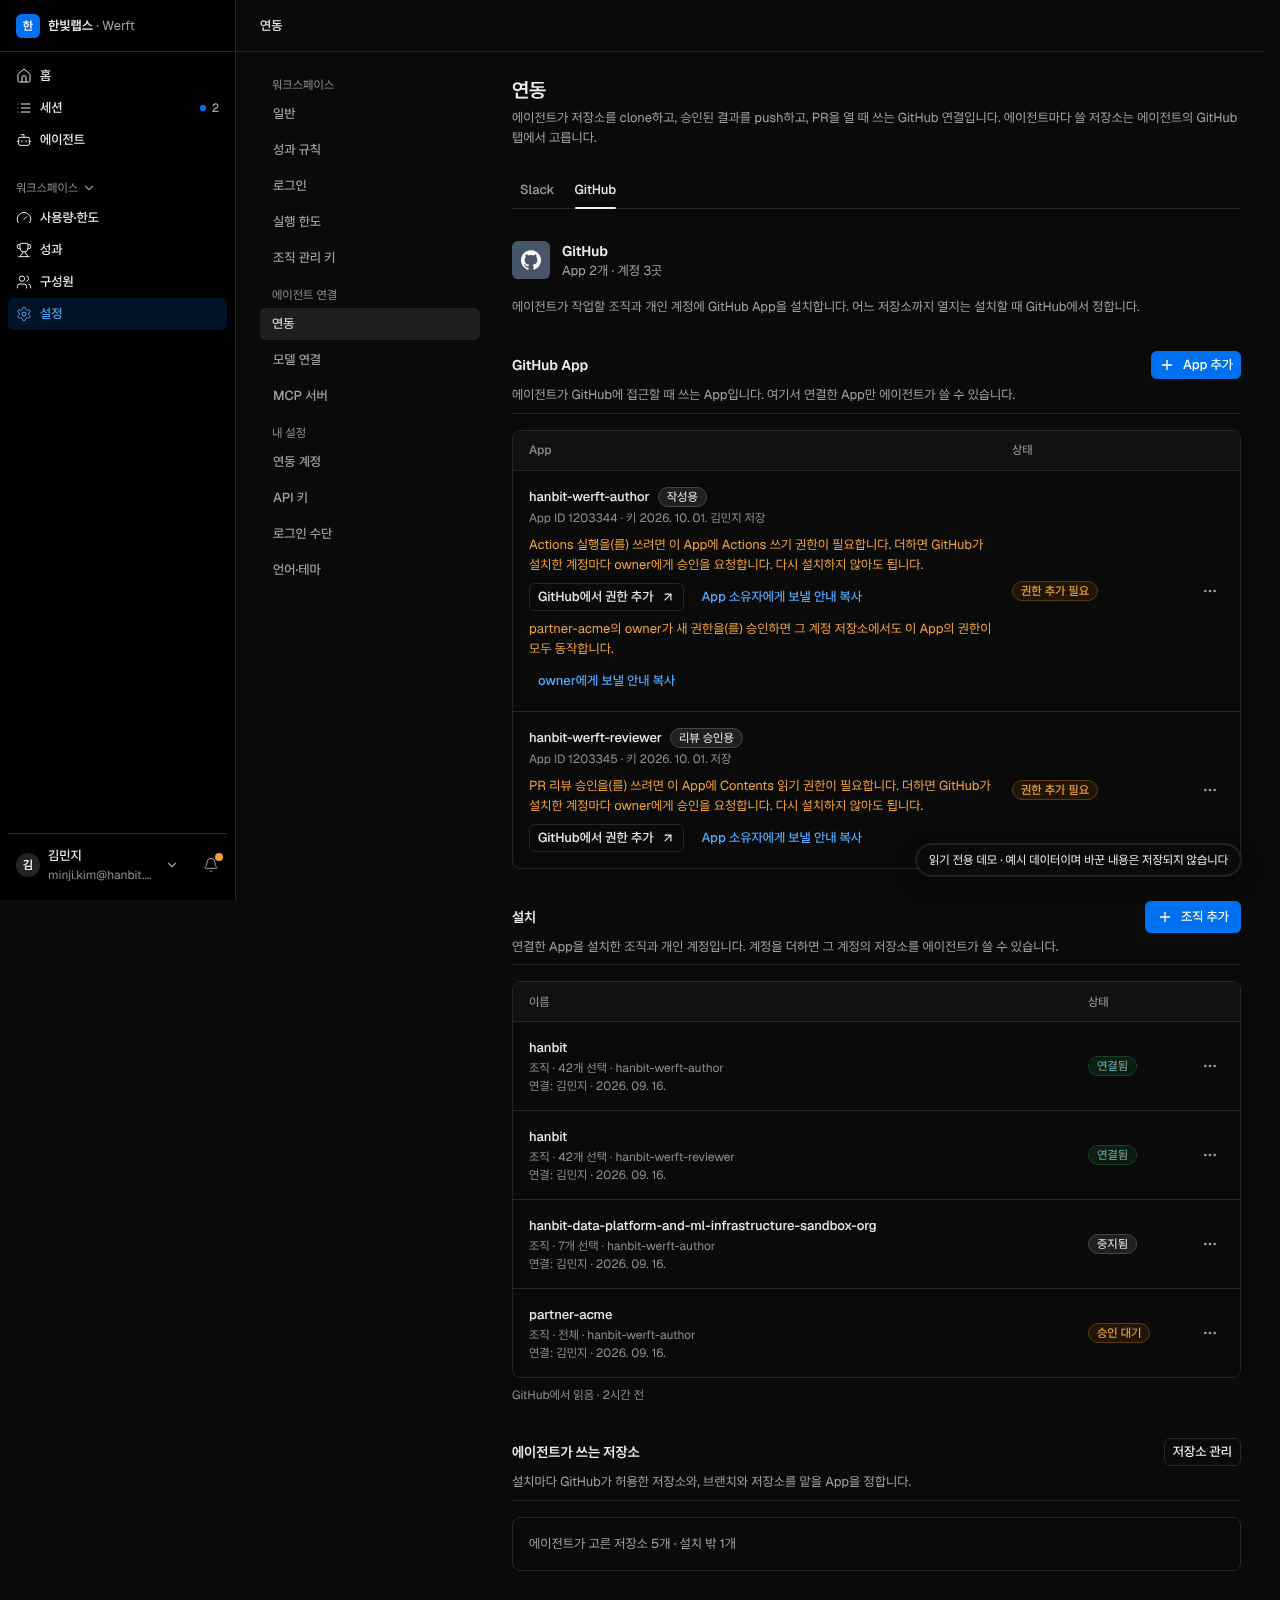 한 한빛랩스 · Werft
홈
세션 2
에이전트
워크스페이스
사용량·한도
성과
구성원
설정
김 김민지
minji.kim@hanbit.…
연동
워크스페이스
일반
성과 규칙
로그인
실행 한도
조직 관리 키
에이전트 연결
연동
모델 연결
MCP 서버
내 설정
연동 계정
API 키
로그인 수단
언어·테마
연동
에이전트가 저장소를 clone하고, 승인된 결과를 push하고, PR을 열 때 쓰는 GitHub 연결입니다. 에이전트마다 쓸 저장소는 에이전트의 GitHub
탭에서 고릅니다.
Slack GitHub
GitHub
App 2개 · 계정 3곳
에이전트가 작업할 조직과 개인 계정에 GitHub App을 설치합니다. 어느 저장소까지 열지는 설치할 때 GitHub에서 정합니다.
GitHub App
App 추가
에이전트가 GitHub에 접근할 때 쓰는 App입니다. 여기서 연결한 App만 에이전트가 쓸 수 있습니다.
App 상태
hanbit-werft-author 작성용
App ID 1203344 · 키 2026. 10. 01. 김민지 저장
Actions 실행을(를) 쓰려면 이 App에 Actions 쓰기 권한이 필요합니다. 더하면 GitHub가
설치한 계정마다 owner에게 승인을 요청합니다. 다시 설치하지 않아도 됩니다.
GitHub에서 권한 추가 App 소유자에게 보낼 안내 복사
partner-acme의 owner가 새 권한을(를) 승인하면 그 계정 저장소에서도 이 App의 권한이
모두 동작합니다.
owner에게 보낼 안내 복사
권한 추가 필요
hanbit-werft-reviewer 리뷰 승인용
App ID 1203345 · 키 2026. 10. 01. 저장
PR 리뷰 승인을(를) 쓰려면 이 App에 Contents 읽기 권한이 필요합니다. 더하면 GitHub가
설치한 계정마다 owner에게 승인을 요청합니다. 다시 설치하지 않아도 됩니다.
GitHub에서 권한 추가 App 소유자에게 보낼 안내 복사
권한 추가 필요
읽기 전용 데모 · 예시 데이터이며 바꾼 내용은 저장되지 않습니다
설치
조직 추가
연결한 App을 설치한 조직과 개인 계정입니다. 계정을 더하면 그 계정의 저장소를 에이전트가 쓸 수 있습니다.
이름 상태
hanbit
조직 · 42개 선택 · hanbit-werft-author
연결: 김민지 · 2026. 09. 16.
연결됨
hanbit
조직 · 42개 선택 · hanbit-werft-reviewer
연결: 김민지 · 2026. 09. 16.
연결됨
hanbit-data-platform-and-ml-infrastructure-sandbox-org
조직 · 7개 선택 · hanbit-werft-author
연결: 김민지 · 2026. 09. 16.
중지됨
partner-acme
조직 · 전체 · hanbit-werft-author
연결: 김민지 · 2026. 09. 16.
승인 대기
GitHub에서 읽음 · 2시간 전
에이전트가 쓰는 저장소
저장소 관리
설치마다 GitHub가 허용한 저장소와, 브랜치와 저장소를 맡을 App을 정합니다.
에이전트가 고른 저장소 5개 · 설치 밖 1개